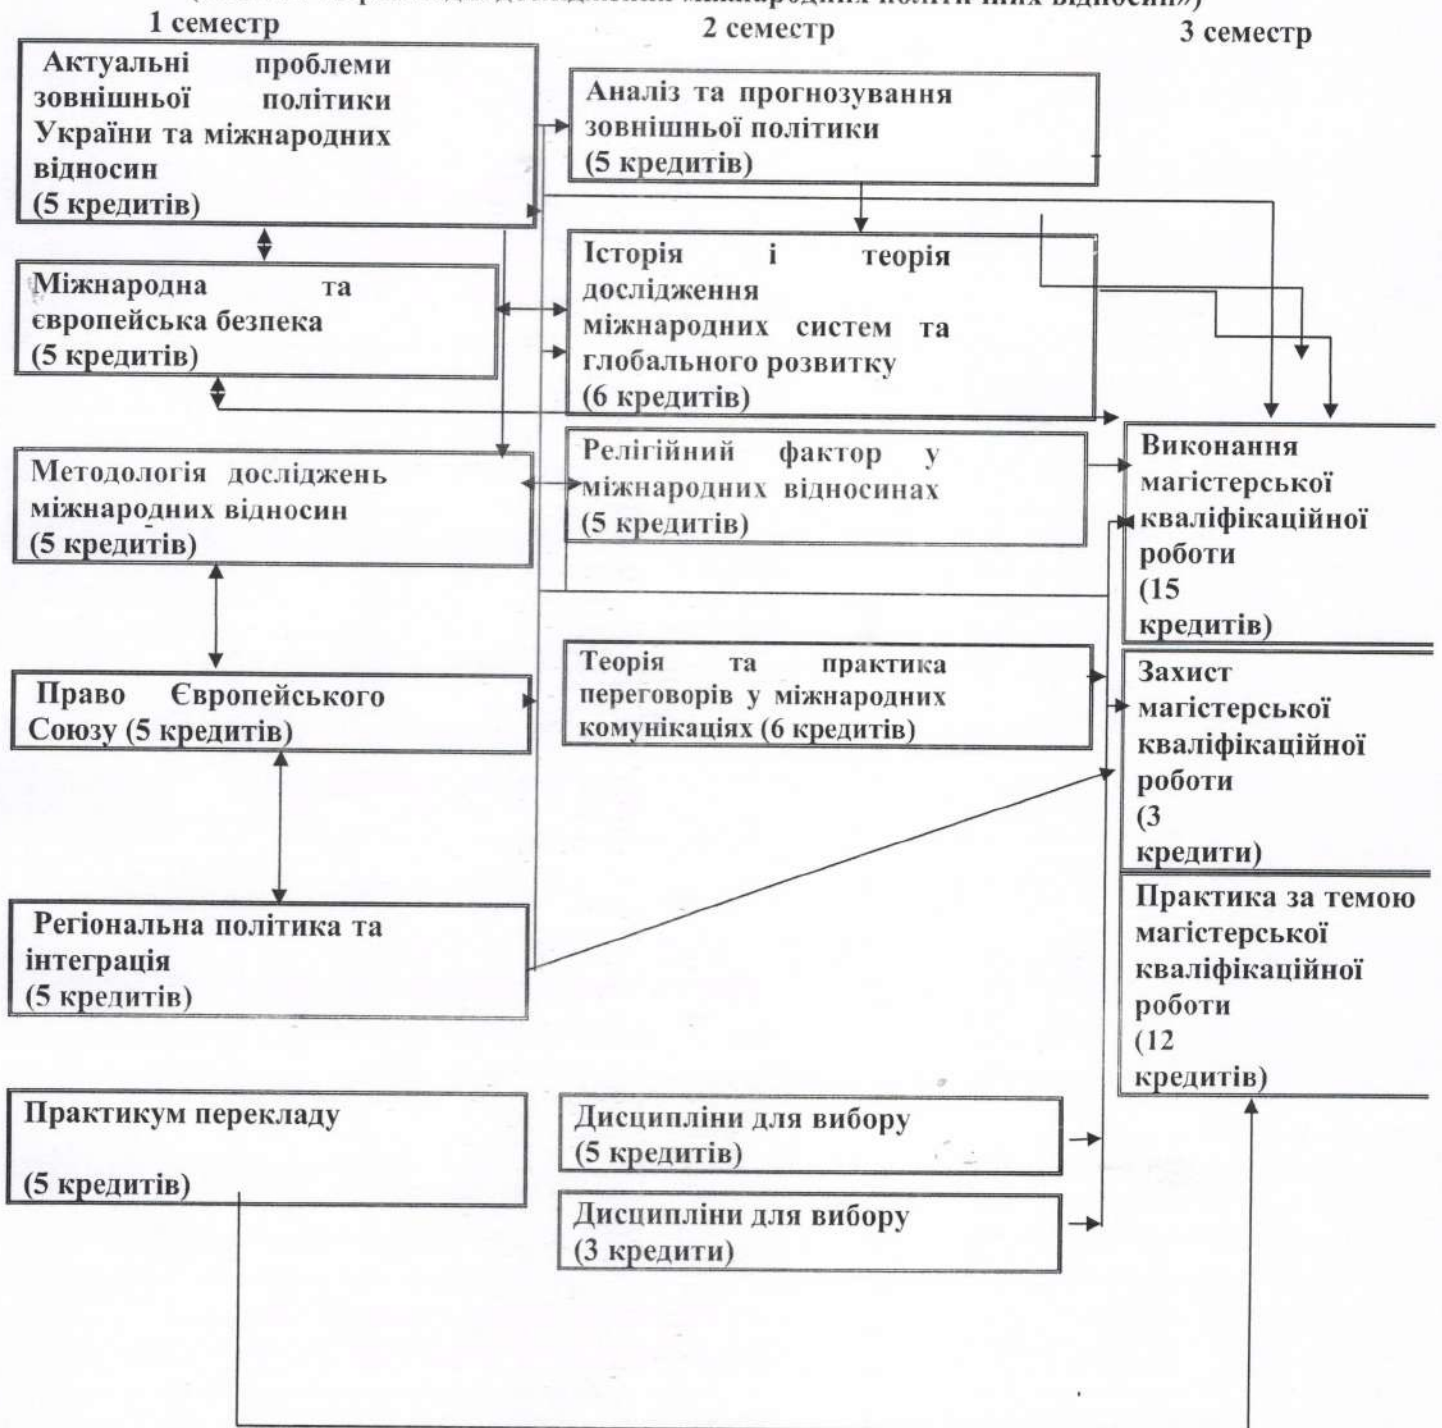 міжнародних
1 семестр
2 семестр
3 семестр
Актуальні проблеми
зовнішньої політики
України та міжнародних
відносин
(5 кредитів)
Аналіз та прогнозування
зовнішньої політики
(5 кредитів)
Міжнародна та
європейська безпека
(5 кредитів)
Історія і теорія
дослідження
міжнародних систем та
глобального розвитку
(6 кредитів)
Методологія досліджень
міжнародних відносин
(5 кредитів)
Релігійний фактор у
міжнародних відносинах
(5 кредитів)
Виконання
магістерської
кваліфікаційної
роботи
(15
кредитів)
Право Європейського
Союзу (5 кредитів)
Теорія та практика
переговорів у міжнародних
комунікаціях (6 кредитів)
Захист
магістерської
кваліфікаційної
роботи
(3
кредити)
Регіональна політика та
інтеграція
(5 кредитів)
Практика за темою
магістерської
кваліфікаційної
роботи
(12
кредитів)
Практикум перекладу
(5 кредитів)
Дисципліни для вибору
(5 кредитів)
Дисципліни для вибору
(3 кредити)